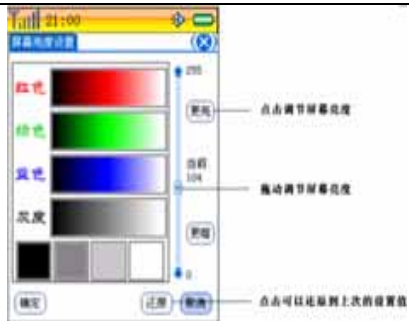 21:00
屏幕亮度设置
255
红色
更亮
点击调节屏幕亮度
绿色
当前
104
蓝色
拖动调节屏幕亮度
灰度
更暗
0
确定
还原
取消
点击可以还原到上次的设置值